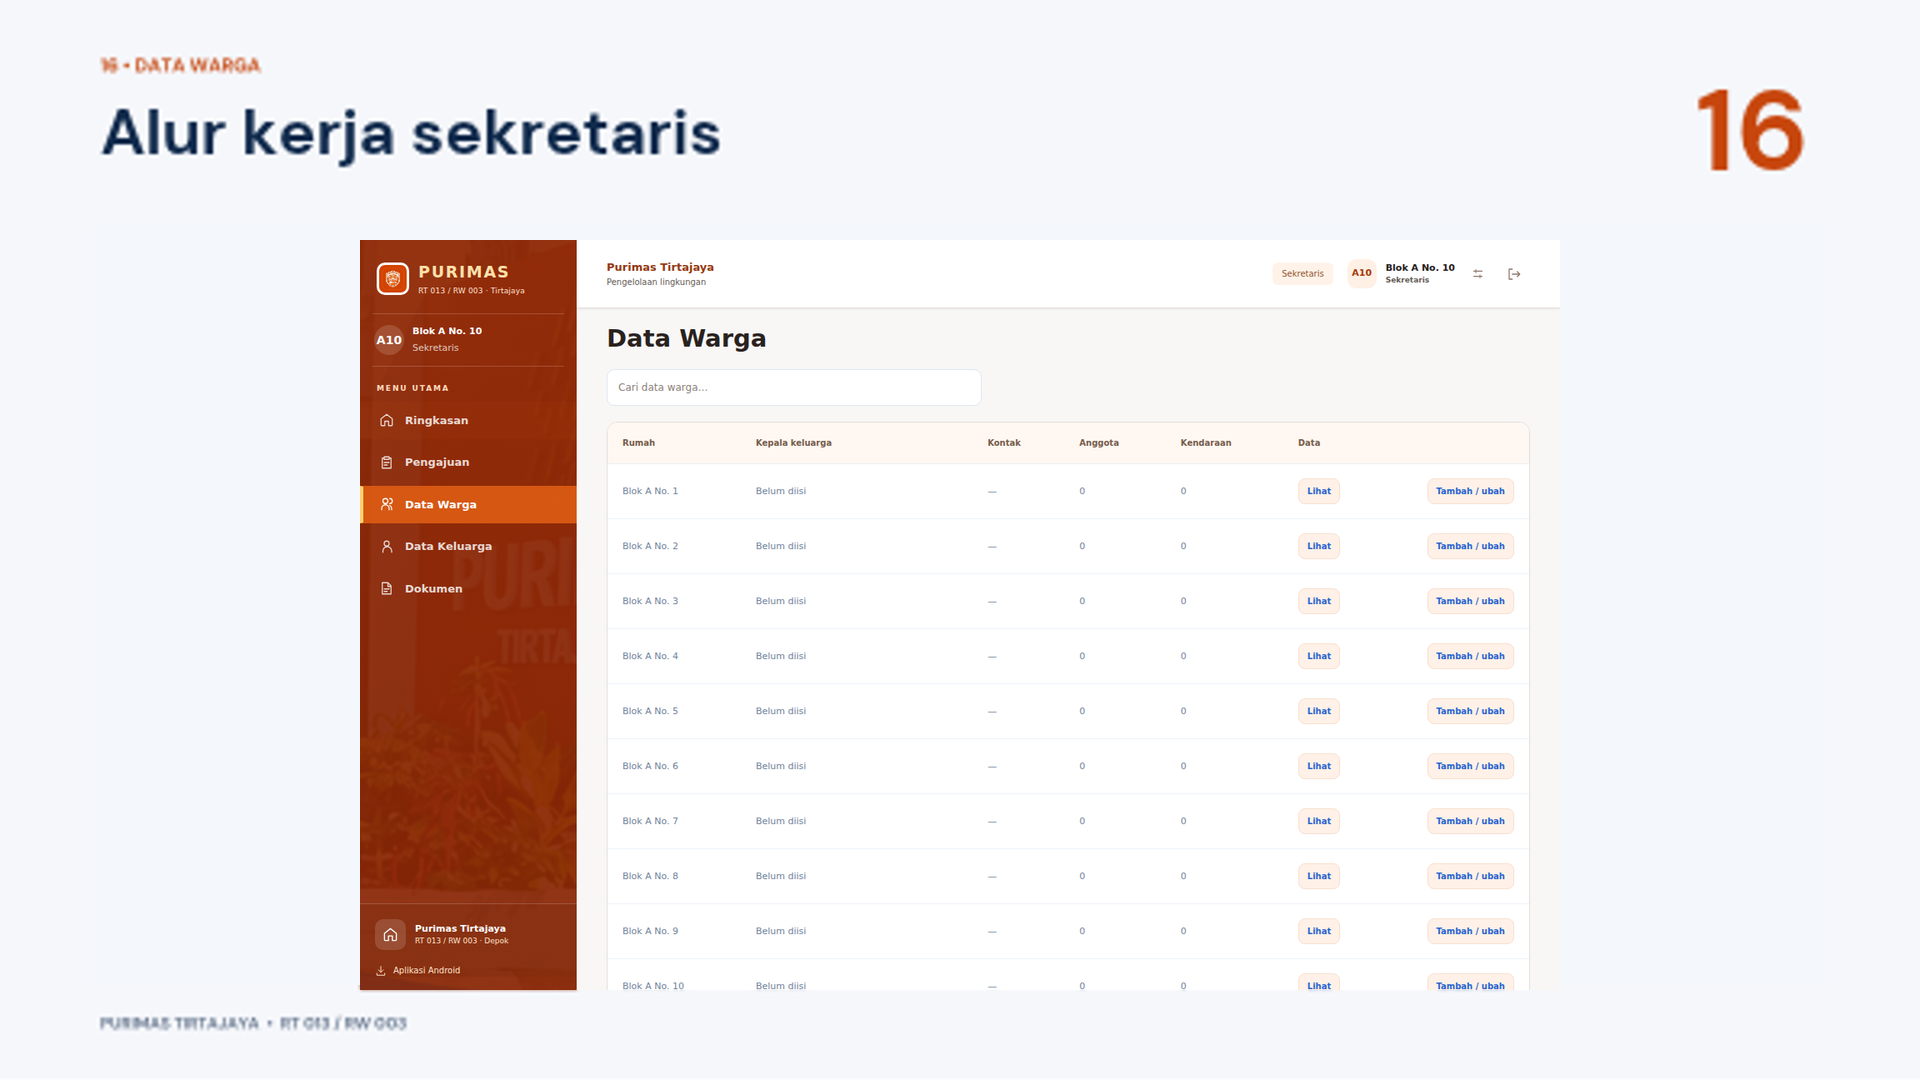 16 • DATA WARGA
Alur kerja sekretaris
16
PURIMAS
RT 013 / RW 003 · Tirtajaya
A10
Blok A No. 10
Sekretaris
MENU UTAMA
Ringkasan
Pengajuan
Data Warga
Data Keluarga
Dokumen
PURI
TIRTA
Purimas Tirtajaya
RT 013 / RW 003 · Depok
Aplikasi Android
Purimas Tirtajaya
Pengelolaan lingkungan
Sekretaris
A10
Blok A No. 10
Sekretaris
Data Warga
Cari data warga...
Rumah Kepala keluarga Kontak Anggota Kendaraan Data
Blok A No. 1 Belum diisi — 0 0 Lihat Tambah / ubah
Blok A No. 2 Belum diisi — 0 0 Lihat Tambah / ubah
Blok A No. 3 Belum diisi — 0 0 Lihat Tambah / ubah
Blok A No. 4 Belum diisi — 0 0 Lihat Tambah / ubah
Blok A No. 5 Belum diisi — 0 0 Lihat Tambah / ubah
Blok A No. 6 Belum diisi — 0 0 Lihat Tambah / ubah
Blok A No. 7 Belum diisi — 0 0 Lihat Tambah / ubah
Blok A No. 8 Belum diisi — 0 0 Lihat Tambah / ubah
Blok A No. 9 Belum diisi — 0 0 Lihat Tambah / ubah
Blok A No. 10 Belum diisi — 0 0 Lihat Tambah / ubah
PURIMAS TIRTAJAYA • RT 013 / RW 003